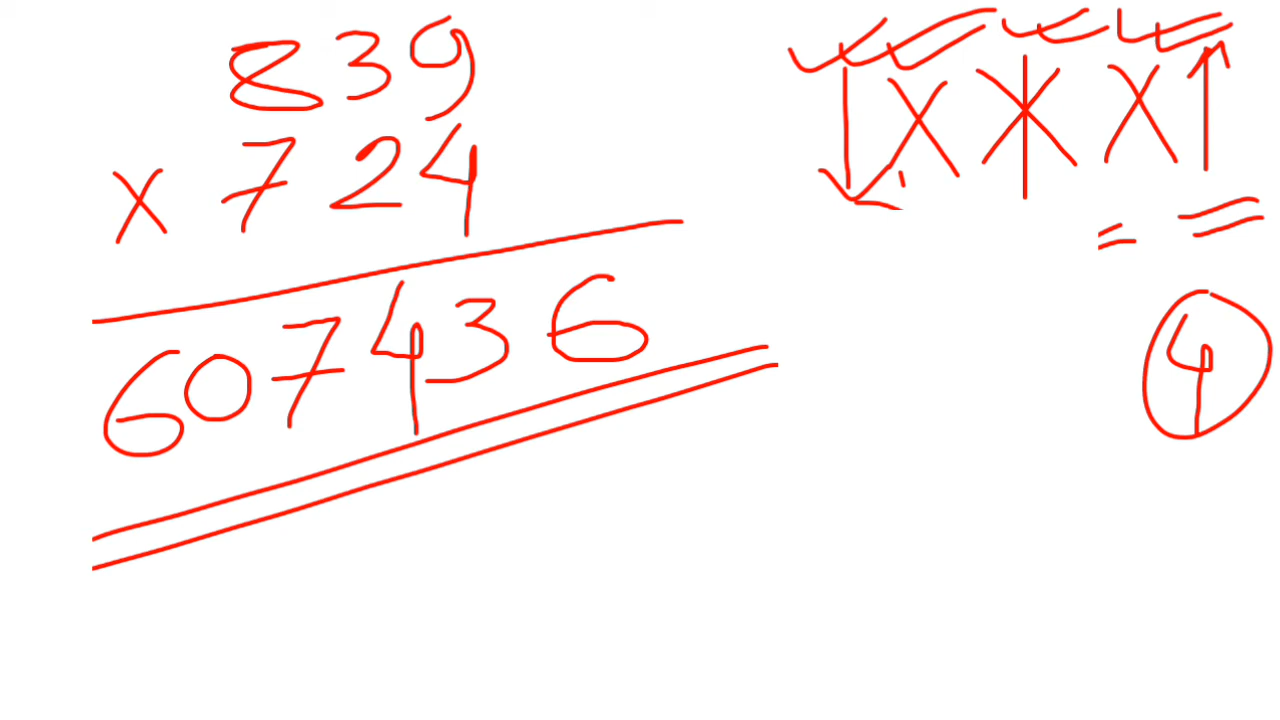 839
x 724
607436
↓ X ⚹ X ↑
= =
4